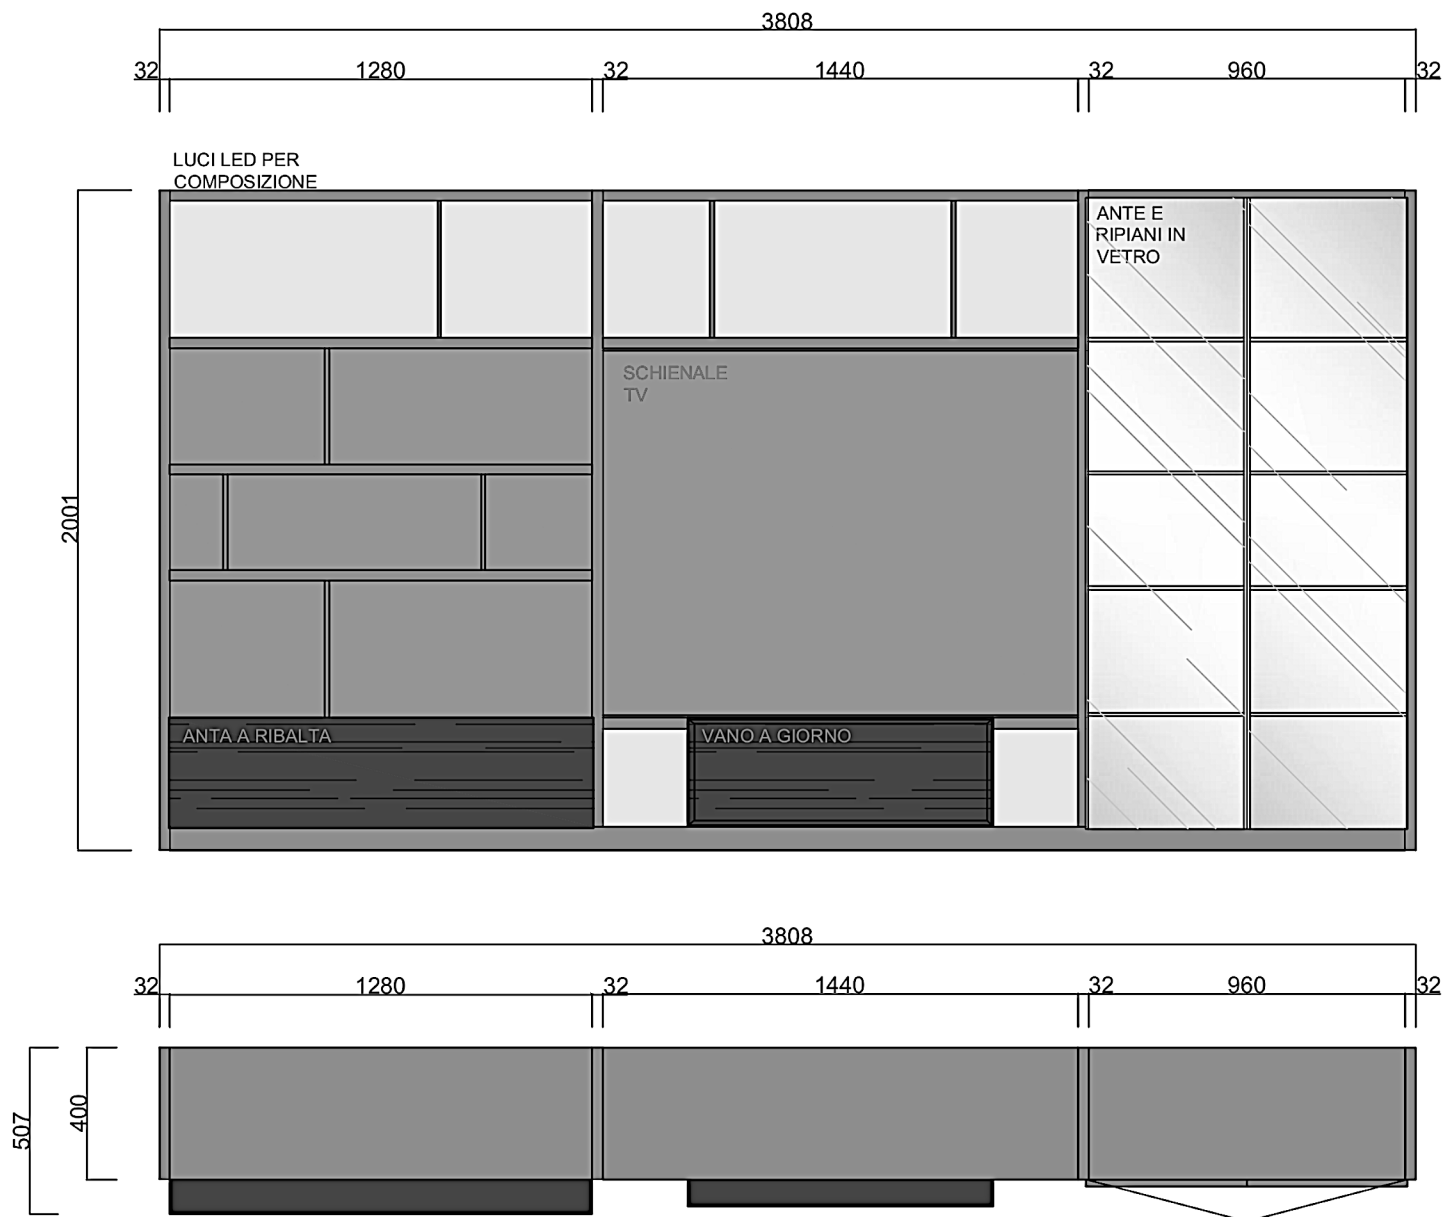 3808
32 1280 32 1440 32 960 32
LUCI LED PER
COMPOSIZIONE
ANTE E
RIPIANI IN
VETRO
SCHIENALE
TV
2001
ANTA A RIBALTA
VANO A GIORNO
3808
32 1280 32 1440 32 960 32
507
400